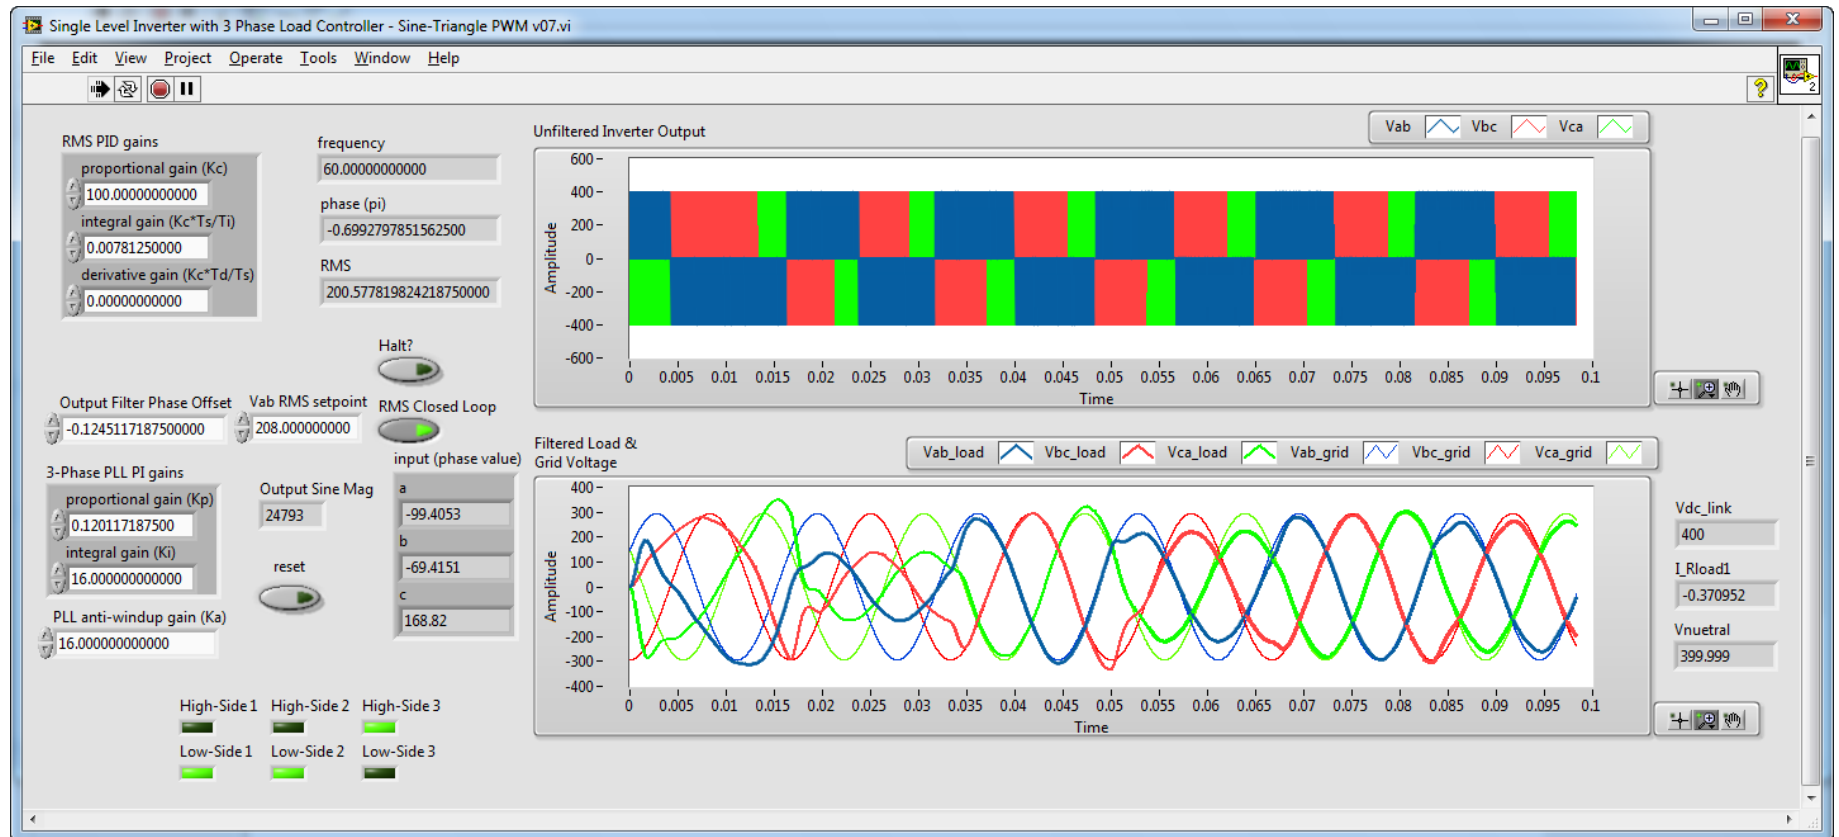 Single Level Inverter with 3 Phase Load Controller - Sine-Triangle PWM v07.vi
File Edit View Project Operate Tools Window Help
2
RMS PID gains
proportional gain (Kc)
100.00000000000
integral gain (Kc*Ts/Ti)
0.00781250000
derivative gain (Kc*Td/Ts)
0.00000000000
frequency
60.00000000000
phase (pi)
-0.6992797851562500
RMS
200.577819824218750000
Halt?
Output Filter Phase Offset
-0.1245117187500000
Vab RMS setpoint
208.000000000
RMS Closed Loop
3-Phase PLL PI gains
proportional gain (Kp)
0.120117187500
integral gain (Ki)
16.000000000000
PLL anti-windup gain (Ka)
16.000000000000
Output Sine Mag
24793
reset
input (phase value)
a
-99.4053
b
-69.4151
c
168.82
High-Side 1 High-Side 2 High-Side 3
Low-Side 1 Low-Side 2 Low-Side 3
Unfiltered Inverter Output
Vab Vbc Vca
600
400
200
0
-200
-400
-600
Amplitude
0 0.005 0.01 0.015 0.02 0.025 0.03 0.035 0.04 0.045 0.05 0.055 0.06 0.065 0.07 0.075 0.08 0.085 0.09 0.095 0.1
Time
Filtered Load &
Grid Voltage
Vab_load Vbc_load Vca_load Vab_grid Vbc_grid Vca_grid
400
300
200
100
0
-100
-200
-300
-400
Amplitude
0 0.005 0.01 0.015 0.02 0.025 0.03 0.035 0.04 0.045 0.05 0.055 0.06 0.065 0.07 0.075 0.08 0.085 0.09 0.095 0.1
Time
Vdc_link
400
I_Rload1
-0.370952
Vnuetral
399.999